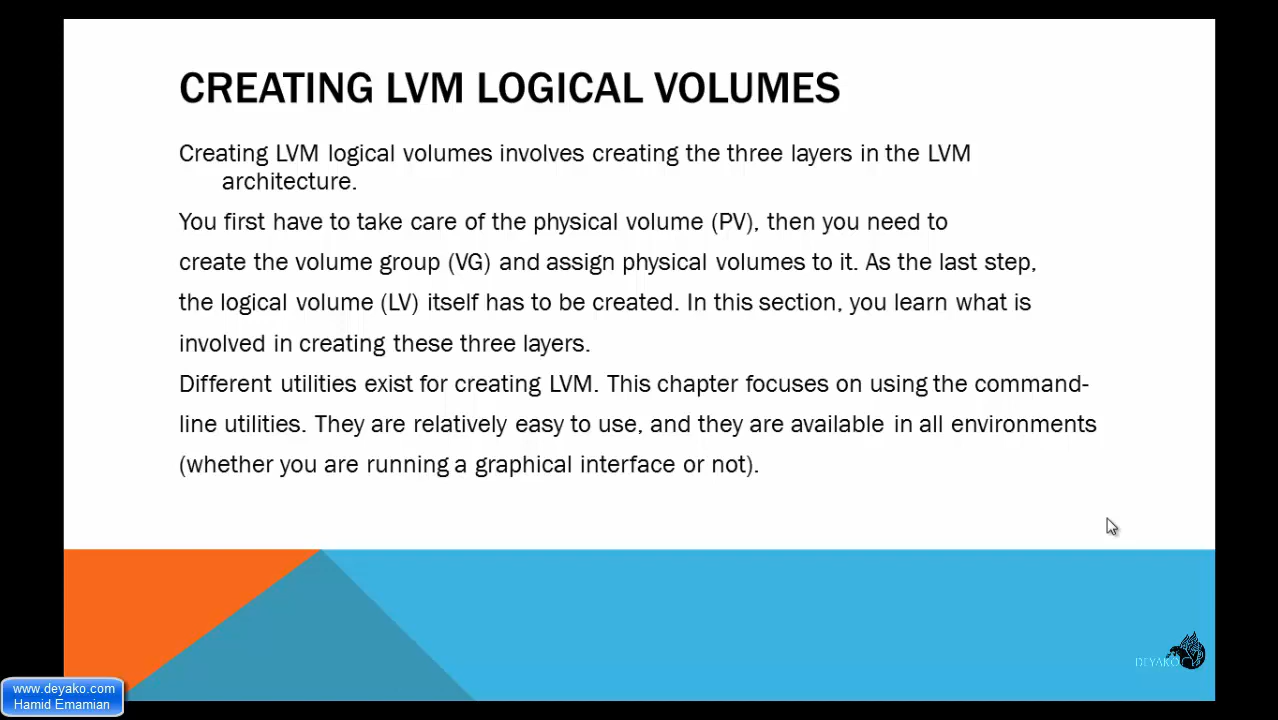 CREATING LVM LOGICAL VOLUMES
Creating LVM logical volumes involves creating the three layers in the LVM
architecture.
You first have to take care of the physical volume (PV), then you need to
create the volume group (VG) and assign physical volumes to it. As the last step,
the logical volume (LV) itself has to be created. In this section, you learn what is
involved in creating these three layers.
Different utilities exist for creating LVM. This chapter focuses on using the command-
line utilities. They are relatively easy to use, and they are available in all environments
(whether you are running a graphical interface or not).
DEYAKO
www.deyako.com
Hamid Emamian